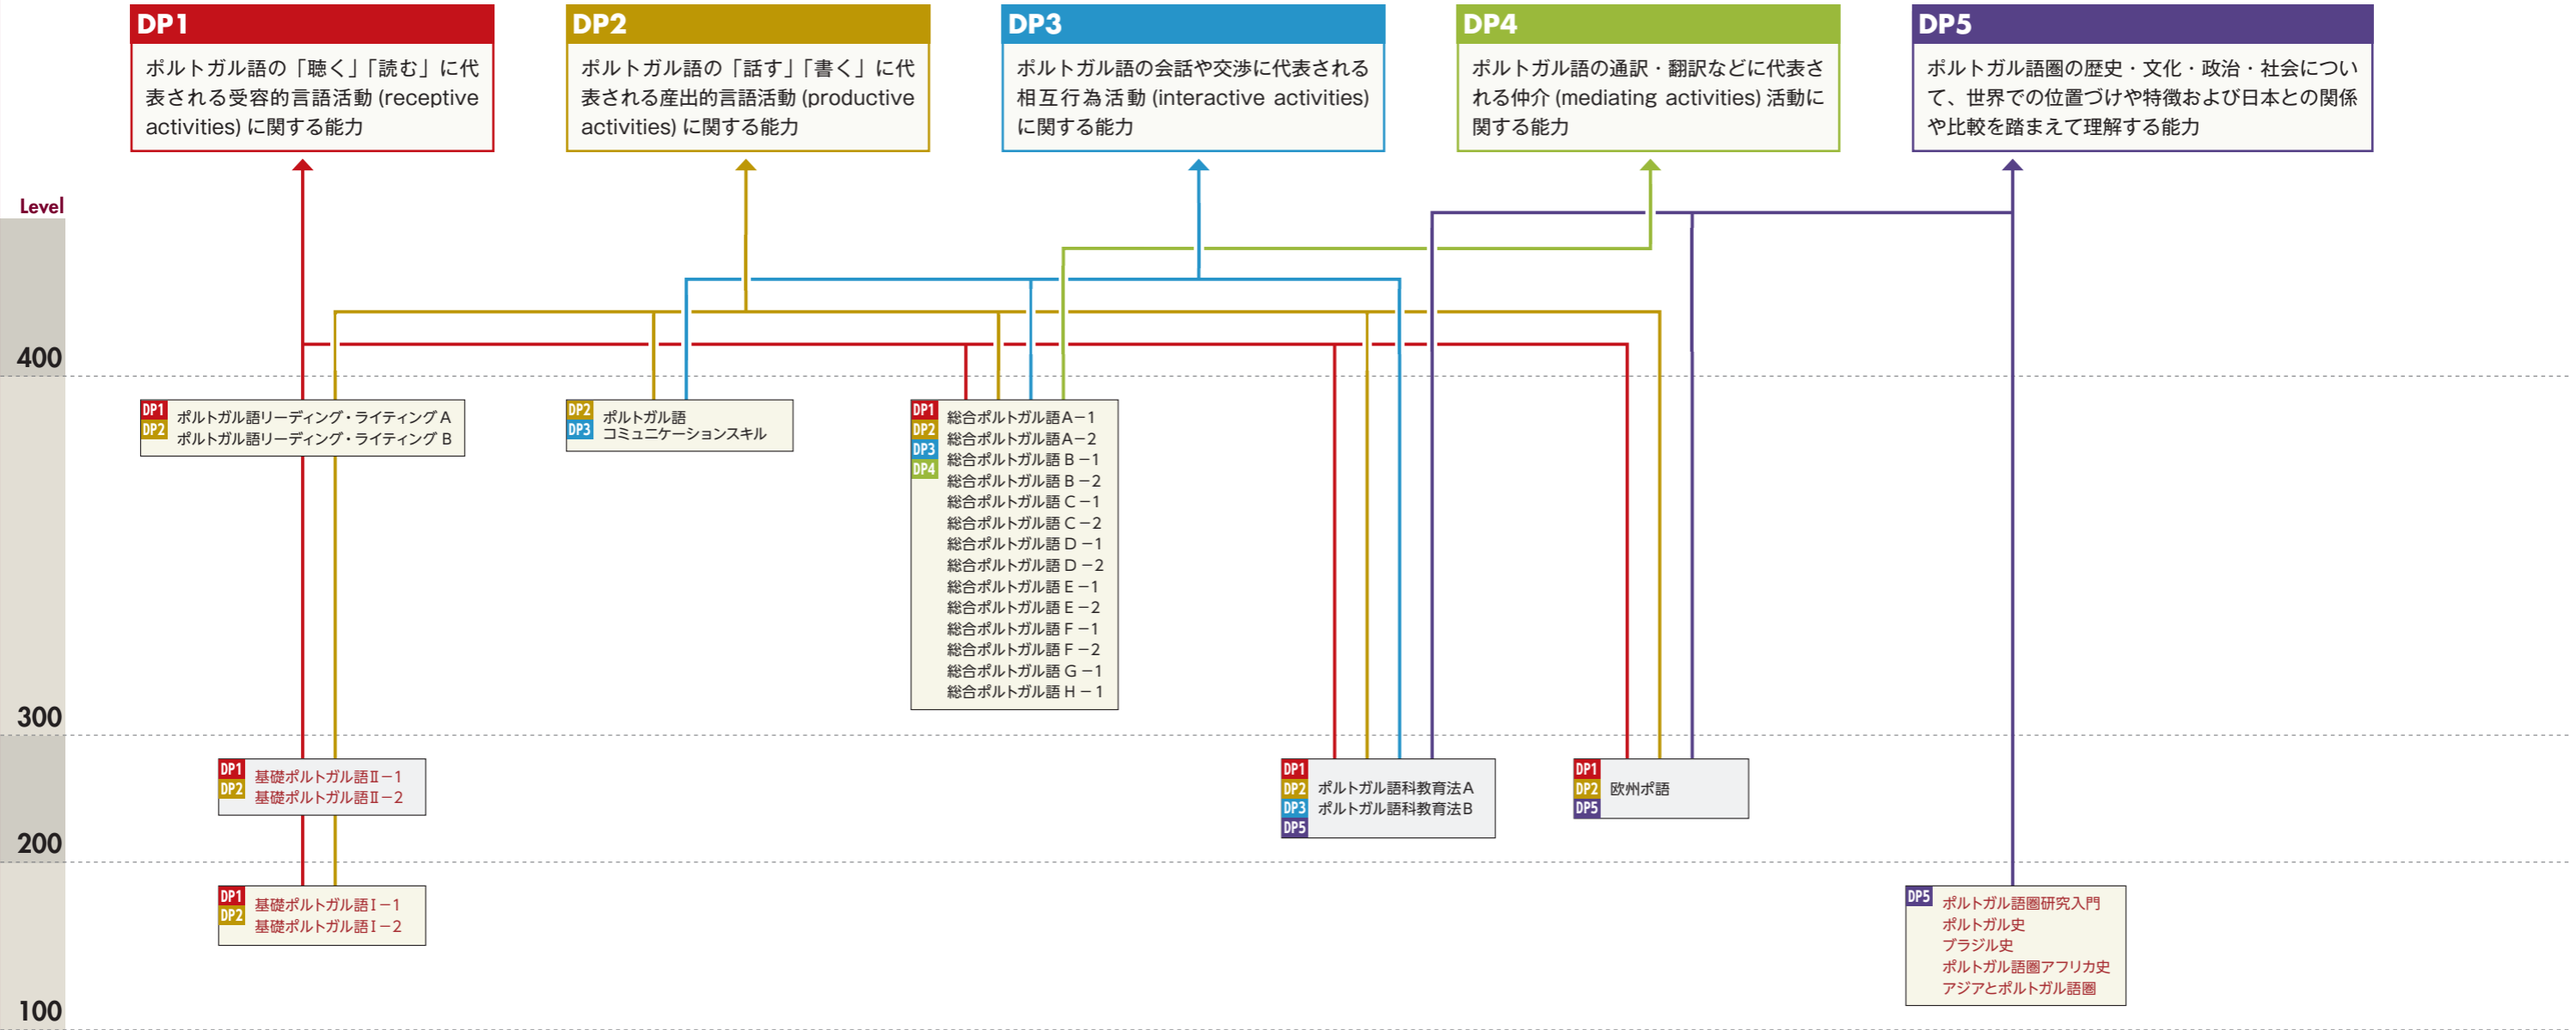 DP1
ポルトガル語の「聴く」「読む」に代
表される受容的言語活動 (receptive
activities) に関する能力
DP2
ポルトガル語の「話す」「書く」に代
表される産出的言語活動 (productive
activities) に関する能力
DP3
ポルトガル語の会話や交渉に代表される
相互行為活動 (interactive activities)
に関する能力
DP4
ポルトガル語の通訳・翻訳などに代表さ
れる仲介 (mediating activities) 活動に
関する能力
DP5
ポルトガル語圏の歴史・文化・政治・社会につい
て、世界での位置づけや特徴および日本との関係
や比較を踏まえて理解する能力
Level
400
DP1
DP2
ポルトガル語リーディング・ライティング A
ポルトガル語リーディング・ライティング B
DP2
DP3
ポルトガル語
コミュニケーションスキル
DP1
DP2
DP3
DP4
総合ポルトガル語A－1
総合ポルトガル語A－2
総合ポルトガル語 B －1
総合ポルトガル語 B －2
総合ポルトガル語 C －1
総合ポルトガル語 C －2
総合ポルトガル語 D －1
総合ポルトガル語 D －2
総合ポルトガル語 E －1
総合ポルトガル語 E －2
総合ポルトガル語 F －1
総合ポルトガル語 F －2
総合ポルトガル語 G －1
総合ポルトガル語 H － 1
300
DP1
DP2
基礎ポルトガル語Ⅱ－1
基礎ポルトガル語Ⅱ－2
DP1
DP2
DP3
DP5
ポルトガル語科教育法A
ポルトガル語科教育法B
DP1
DP2
DP5
欧州ポ語
200
DP1
DP2
基礎ポルトガル語Ⅰ－1
基礎ポルトガル語Ⅰ－2
DP5
ポルトガル語圏研究入門
ポルトガル史
ブラジル史
ポルトガル語圏アフリカ史
アジアとポルトガル語圏
100